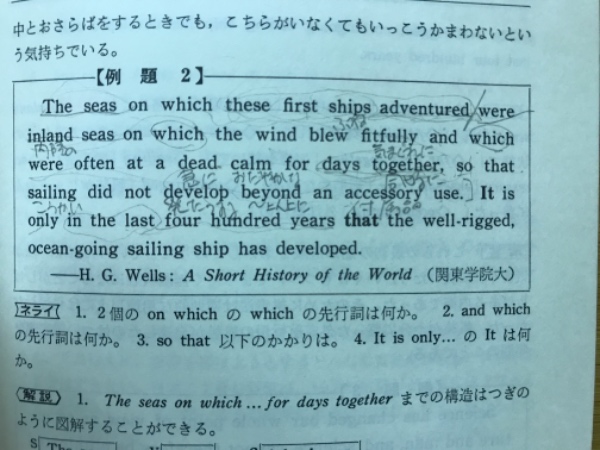 中とおさらばをするときでも，こちらがいなくてもいっこうかまわないとい
う気持ちでいる。
【例 題 2】
The seas on which these first ships adventured were
inland seas on which the wind blew fitfully and which
were often at a dead calm for days together, so that
sailing did not develop beyond an accessory use. It is
only in the last four hundred years that the well-rigged,
ocean-going sailing ship has developed.
——H. G. Wells: A Short History of the World （関東学院大）
ネライ 1. 2個の on which の which の先行詞は何か。 2. and which
の先行詞は何か。 3. so that 以下のかかりは。 4. It is only… の It は何
か。
解説 1. The seas on which … for days together までの構造はつぎの
ように図解することができる。